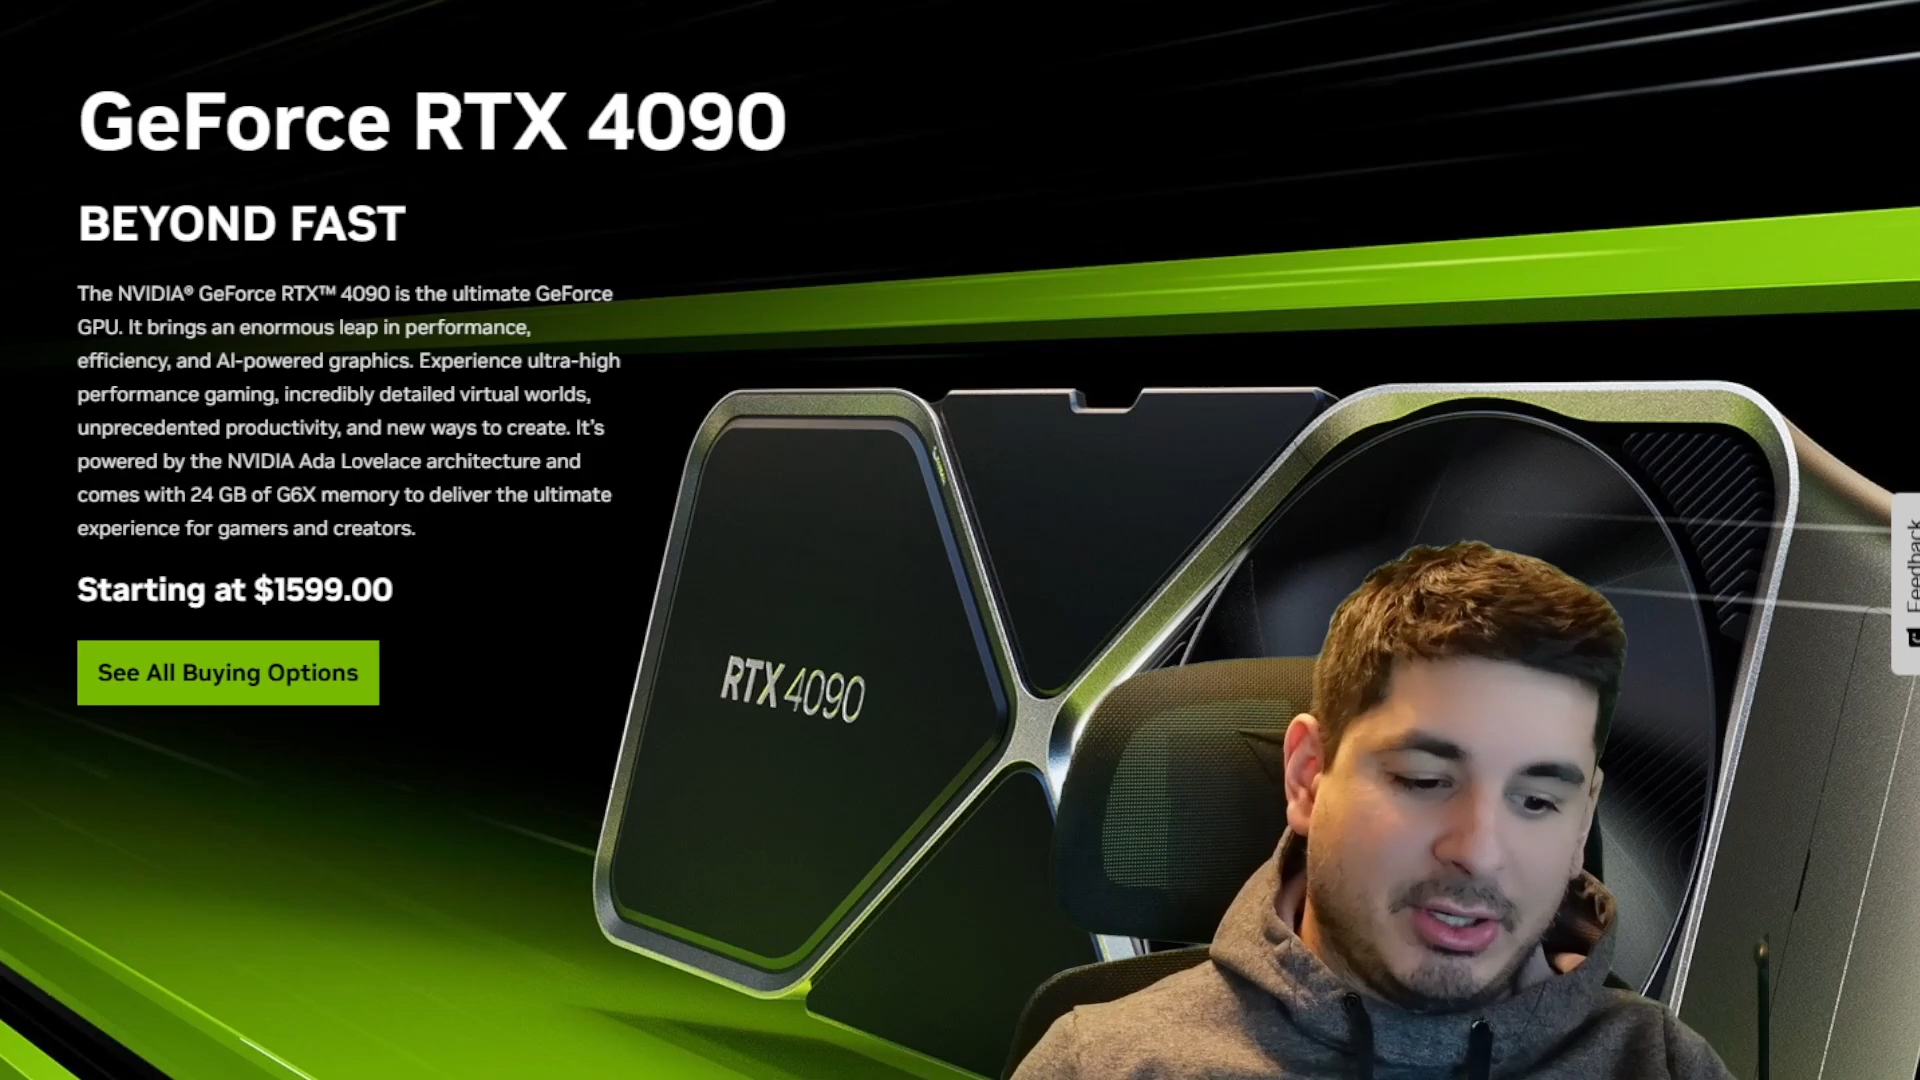 GeForce RTX 4090
BEYOND FAST
The NVIDIA® GeForce RTX™ 4090 is the ultimate GeForce
GPU. It brings an enormous leap in performance,
efficiency, and AI-powered graphics. Experience ultra-high
performance gaming, incredibly detailed virtual worlds,
unprecedented productivity, and new ways to create. It’s
powered by the NVIDIA Ada Lovelace architecture and
comes with 24 GB of G6X memory to deliver the ultimate
experience for gamers and creators.
Starting at $1599.00
See All Buying Options
RTX 4090
Feedback